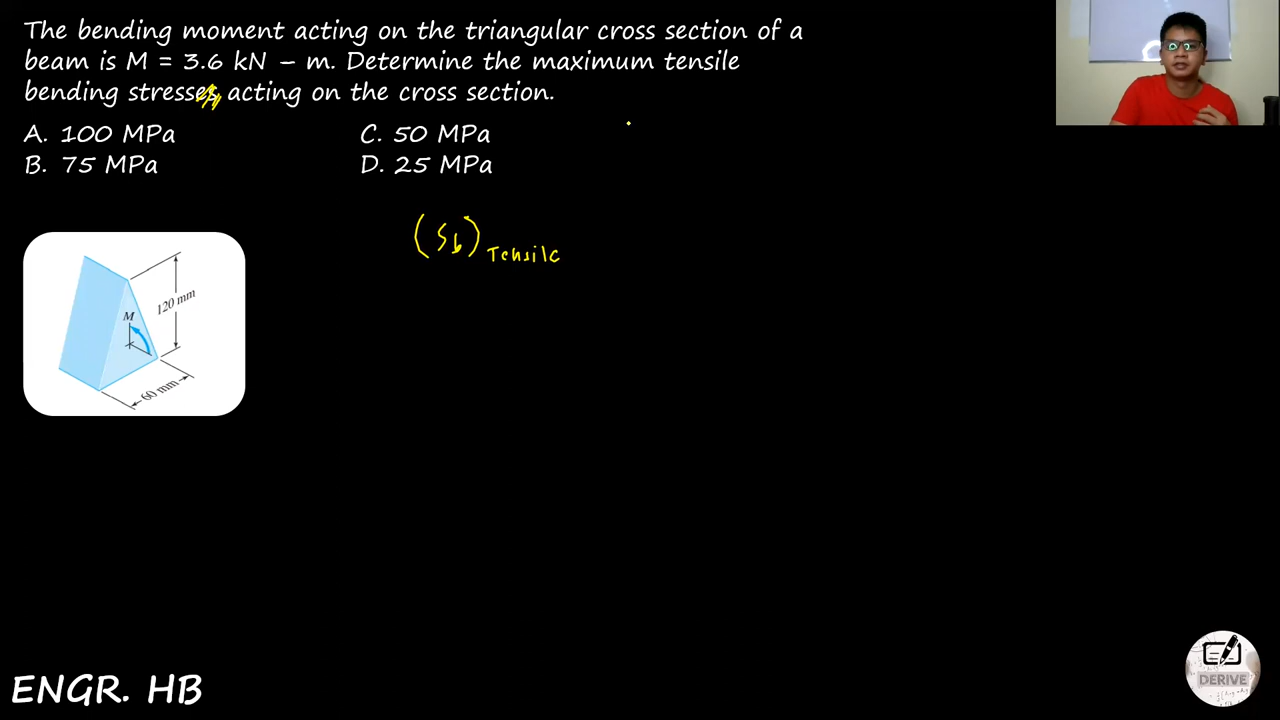 The bending moment acting on the triangular cross section of a
beam is M = 3.6 kN – m. Determine the maximum tensile
bending stresses acting on the cross section.
A. 100 MPa
C. 50 MPa
B. 75 MPa
D. 25 MPa
(Sb) Tensile
M
120 mm
60 mm
ENGR. HB
DERIVE